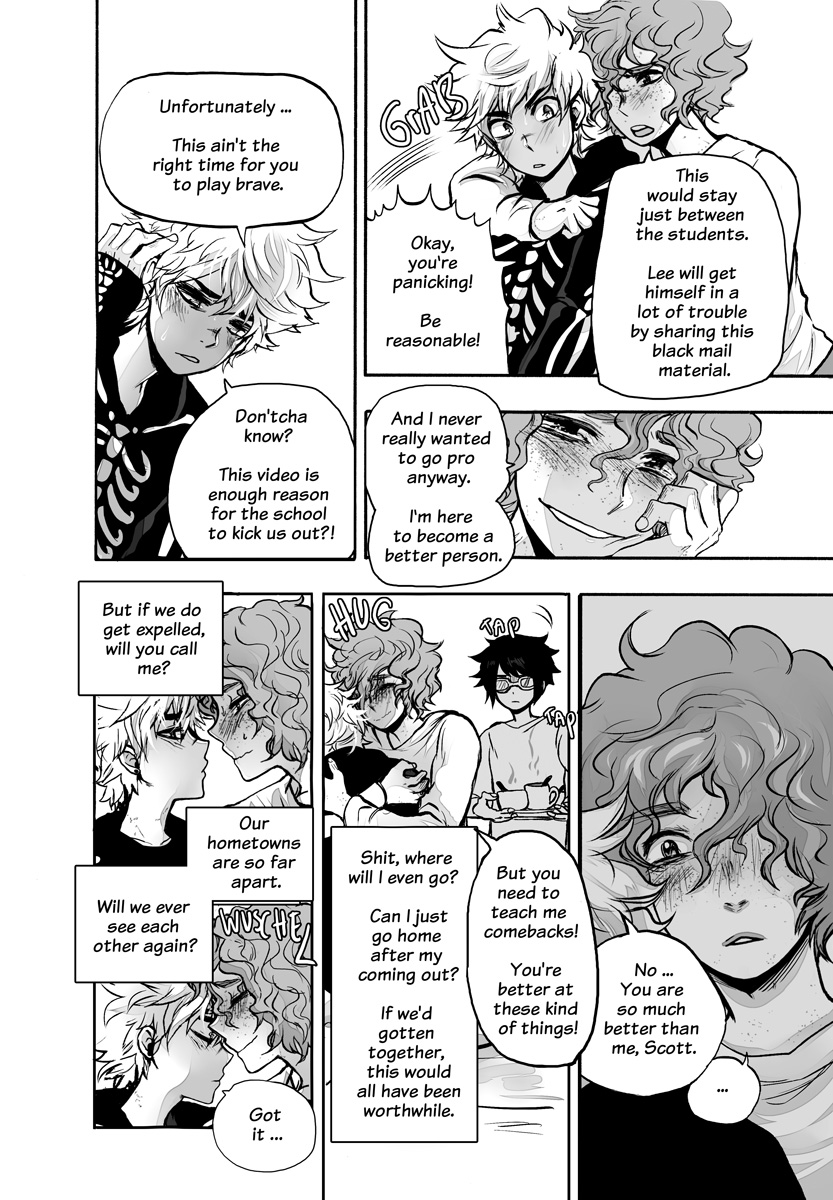 Unfortunately ...
This ain't the
right time for you
to play brave.
Don'tcha
know?
This video is
enough reason
for the school
to kick us out?!
GRAB
Okay,
you're
panicking!
Be
reasonable!
This
would stay
just between
the students.
Lee will get
himself in a
lot of trouble
by sharing this
black mail
material.
And I never
really wanted
to go pro
anyway.
I'm here
to become a
better person.
But if we do
get expelled,
will you call
me?
Our
hometowns
are so far
apart.
Will we ever
see each
other again?
WUSCHEL
Got
it ...
HUG
TAP
TAP
Shit, where
will I even go?
Can I just
go home
after my
coming out?
If we'd
gotten
together,
this would
all have been
worthwhile.
But you
need to
teach me
comebacks!
You're
better at
these kind
of things!
No ...
You are
so much
better than
me, Scott.
...